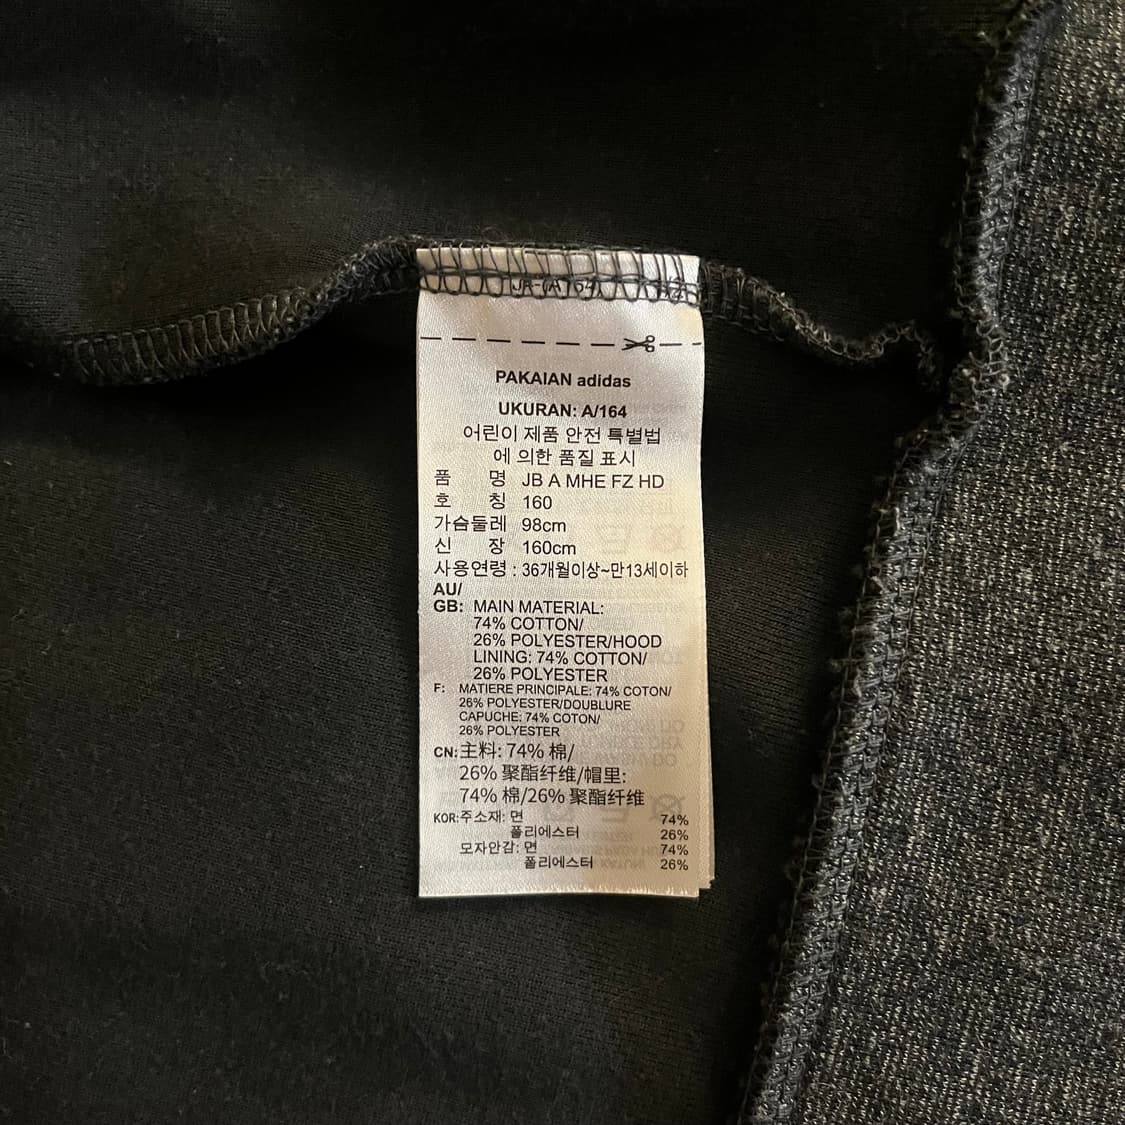 PAKAIAN adidas
UKURAN: A/164
어린이 제품 안전 특별법
에 의한 품질 표시
품 명 JB A MHE FZ HD
호 칭 160
가슴둘레 98cm
신 장 160cm
사용연령 : 36개월이상~만13세이하
AU/
GB: MAIN MATERIAL:
74% COTTON/
26% POLYESTER/HOOD
LINING: 74% COTTON/
26% POLYESTER
F: MATIERE PRINCIPALE: 74% COTON/
26% POLYESTER/DOUBLURE
CAPUCHE: 74% COTON/
26% POLYESTER
CN: 主料: 74% 棉/
26% 聚酯纤维/帽里:
74% 棉/26% 聚酯纤维
KOR: 주소재: 면 74%
폴리에스터 26%
모자안감: 면 74%
폴리에스터 26%